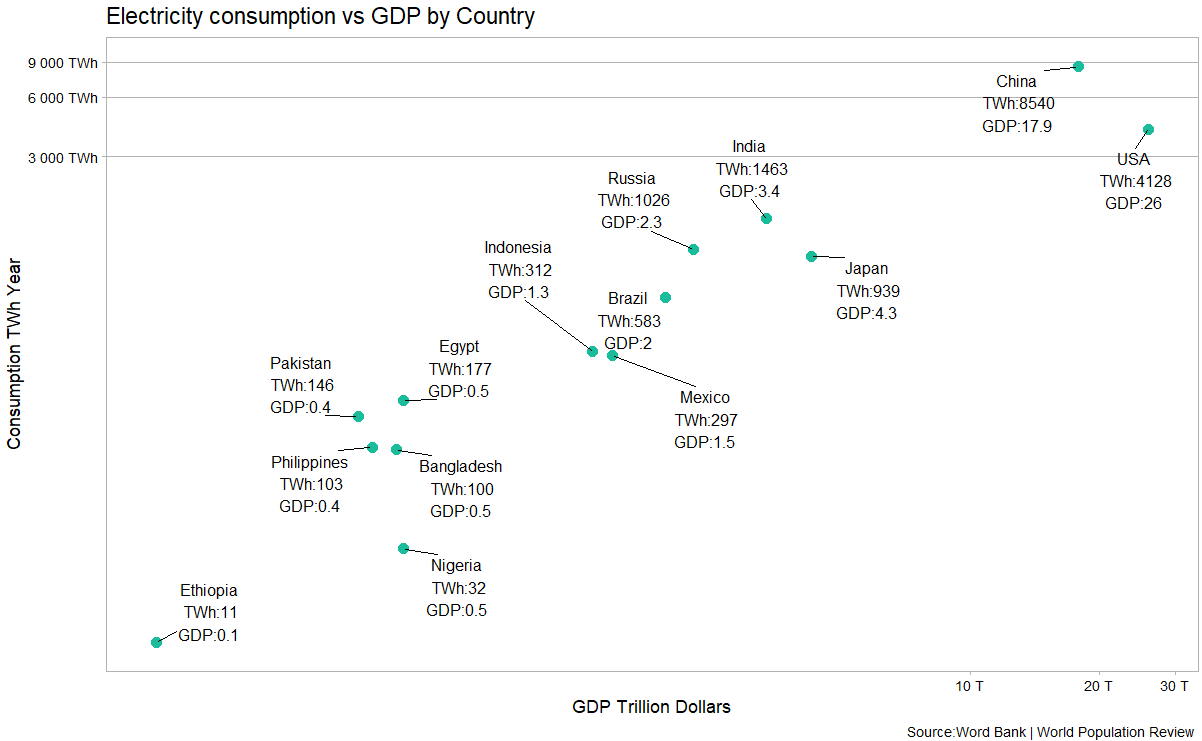 Electricity consumption vs GDP by Country
9 000 TWh
6 000 TWh
3 000 TWh
Consumption TWh Year
China
TWh:8540
GDP:17.9
USA
TWh:4128
GDP:26
India
TWh:1463
GDP:3.4
Russia
TWh:1026
GDP:2.3
Japan
TWh:939
GDP:4.3
Indonesia
TWh:312
GDP:1.3
Brazil
TWh:583
GDP:2
Mexico
TWh:297
GDP:1.5
Egypt
TWh:177
GDP:0.5
Pakistan
TWh:146
GDP:0.4
Philippines
TWh:103
GDP:0.4
Bangladesh
TWh:100
GDP:0.5
Nigeria
TWh:32
GDP:0.5
Ethiopia
TWh:11
GDP:0.1
10 T
20 T
30 T
GDP Trillion Dollars
Source:Word Bank | World Population Review